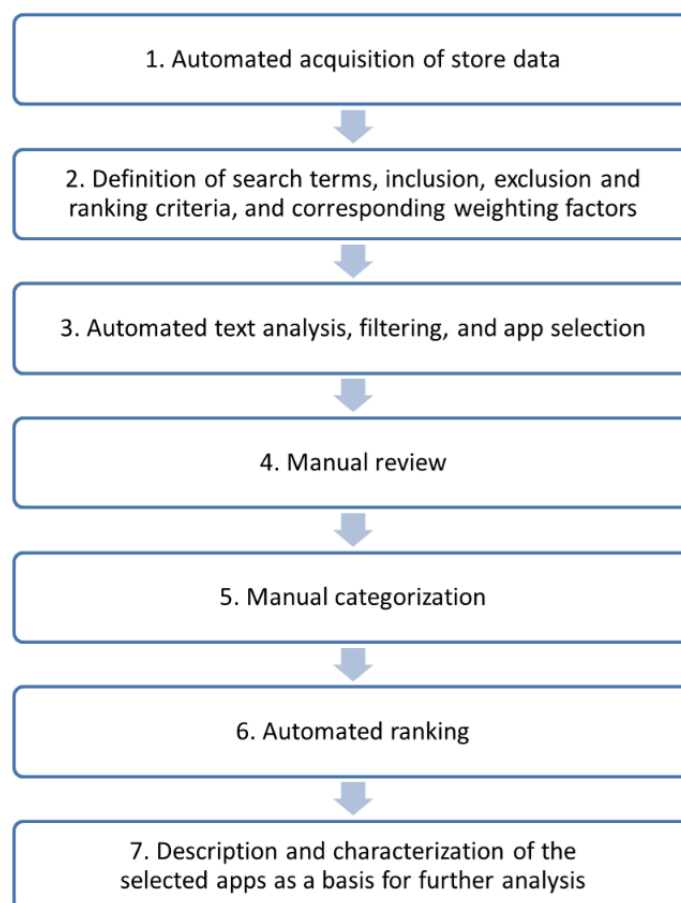 1. Automated acquisition of store data
2. Definition of search terms, inclusion, exclusion and
ranking criteria, and corresponding weighting factors
3. Automated text analysis, filtering, and app selection
4. Manual review
5. Manual categorization
6. Automated ranking
7. Description and characterization of the
selected apps as a basis for further analysis